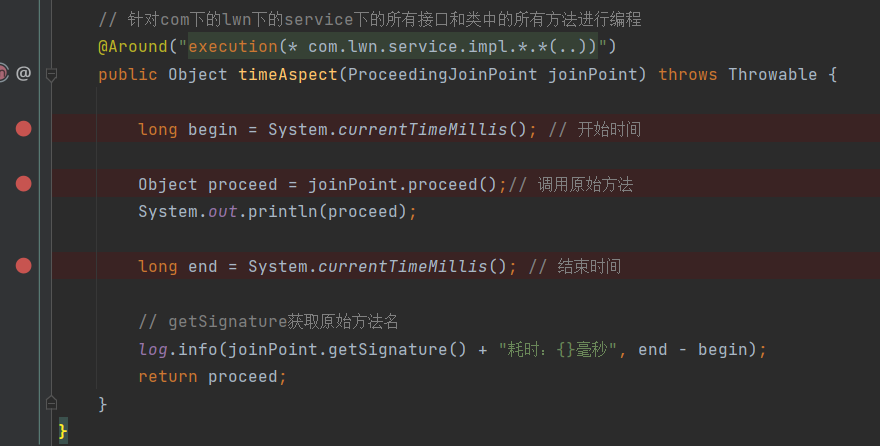 // 针对com下的lwn下的service下的所有接口和类中的所有方法进行编程
@Around("execution(* com.lwn.service.impl.*.*(..))")
public Object timeAspect(ProceedingJoinPoint joinPoint) throws Throwable {
long begin = System.currentTimeMillis(); // 开始时间
Object proceed = joinPoint.proceed();// 调用原始方法
System.out.println(proceed);
long end = System.currentTimeMillis(); // 结束时间
// getSignature获取原始方法名
log.info(joinPoint.getSignature() + "耗时：{}毫秒", end - begin);
return proceed;
}
}